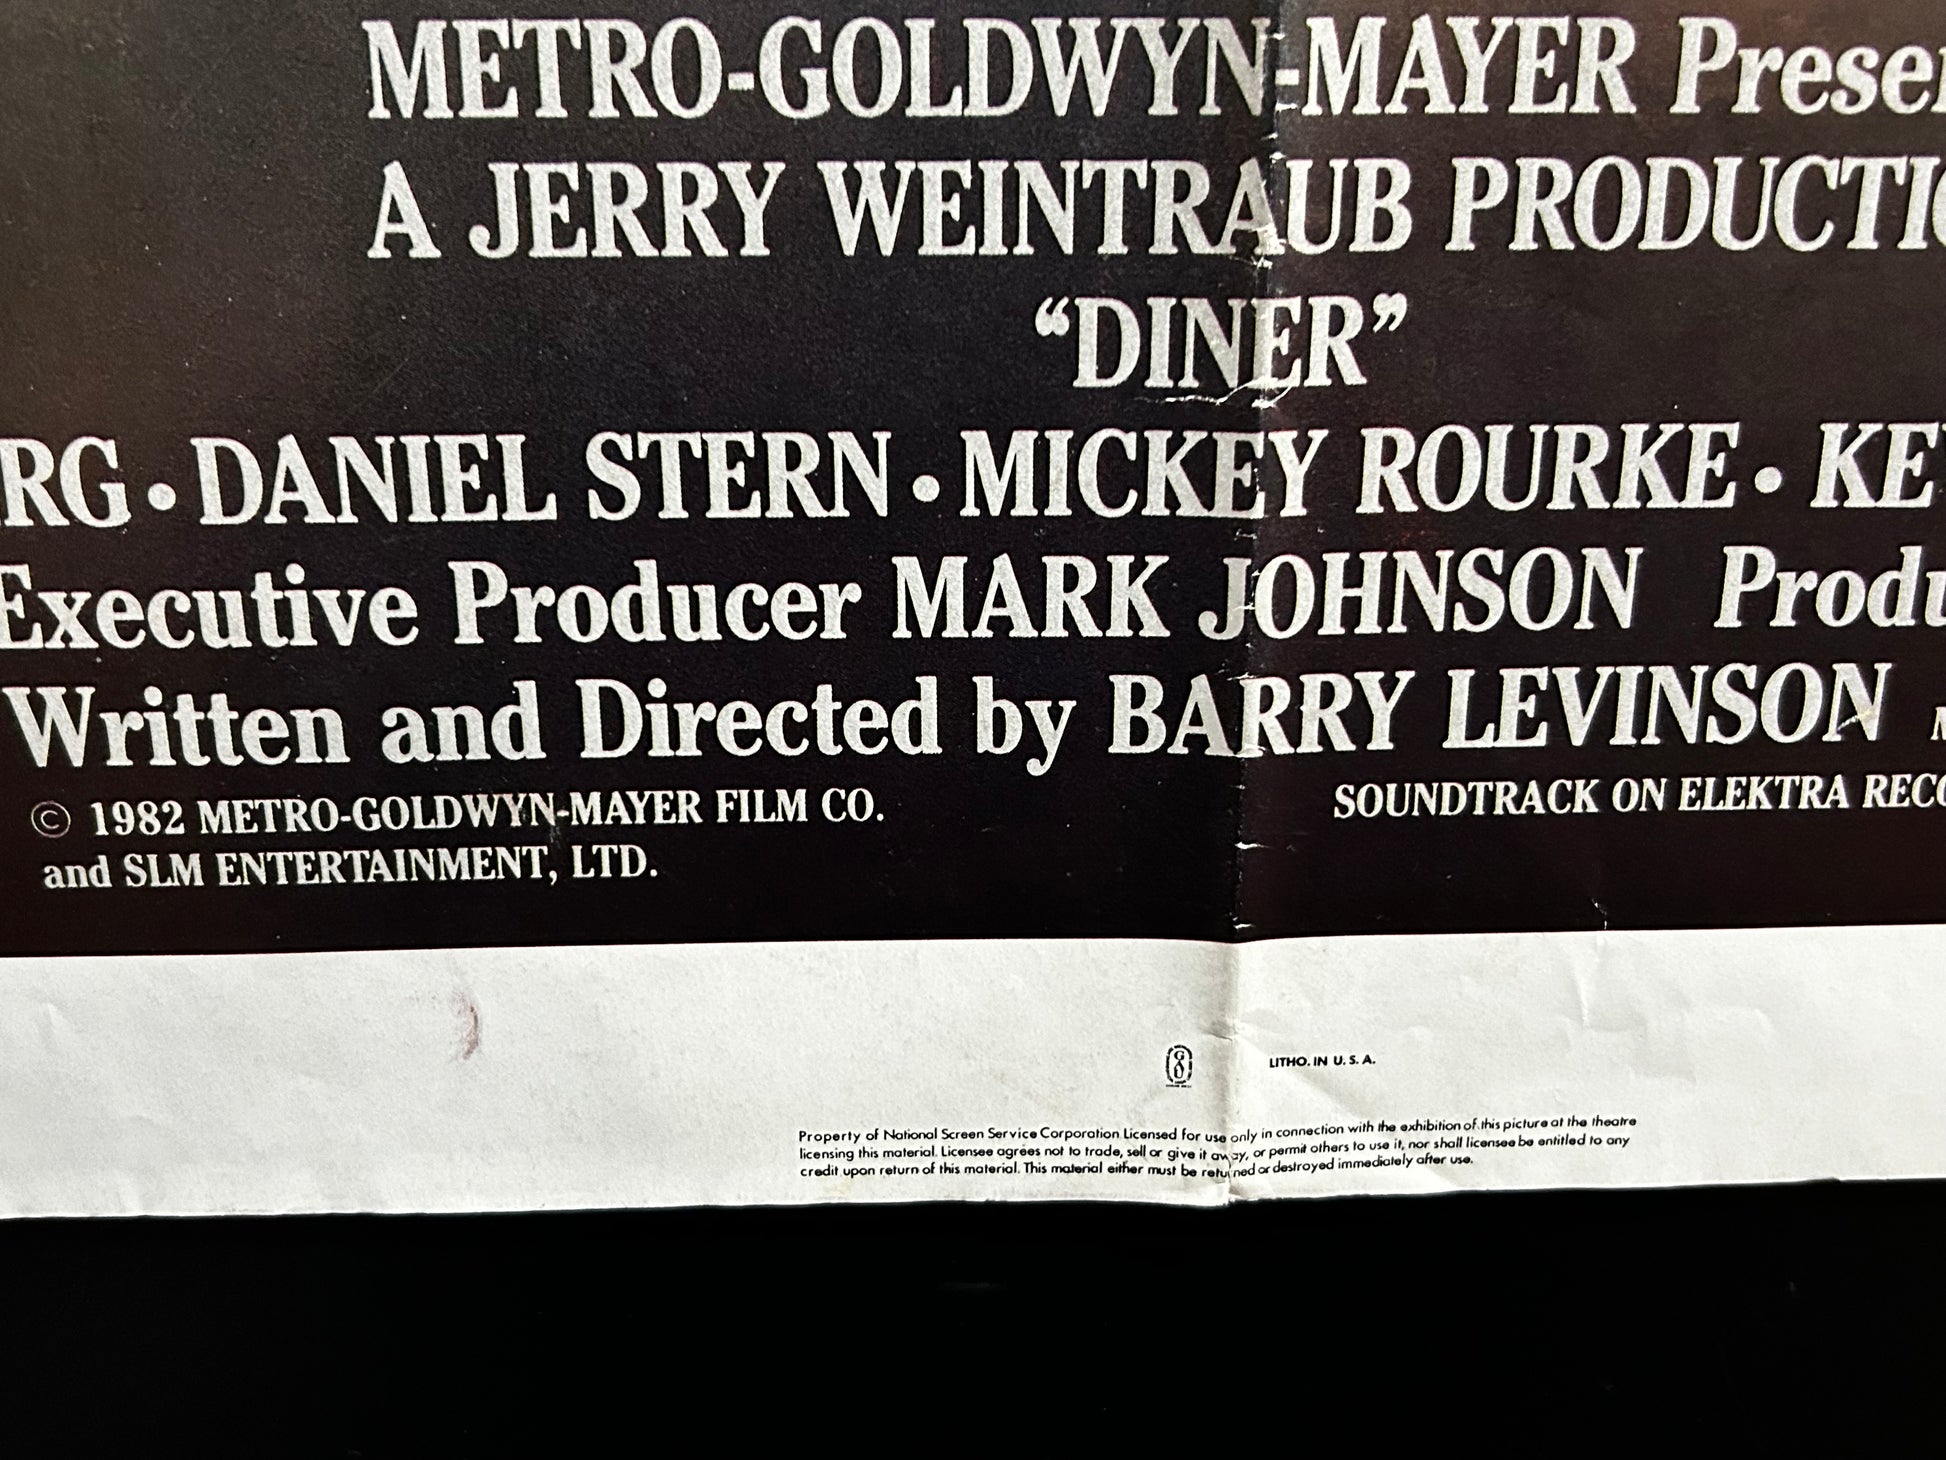 METRO-GOLDWYN-MAYER Prese
A JERRY WEINTRAUB PRODUCTI
“DINER”
RG • DANIEL STERN • MICKEY ROURKE • KE
Executive Producer MARK JOHNSON Produ
Written and Directed by BARRY LEVINSON
© 1982 METRO-GOLDWYN-MAYER FILM CO.
and SLM ENTERTAINMENT, LTD.
SOUNDTRACK ON ELEKTRA REC
LITHO. IN U. S. A.
Property of National Screen Service Corporation Licensed for use only in connection with the exhibition of this picture at the theatre
licensing this material. Licensee agrees not to trade, sell or give it away, or permit others to use it, nor shall licensee be entitled to any
credit upon return of this material. This material either must be returned or destroyed immediately after use.